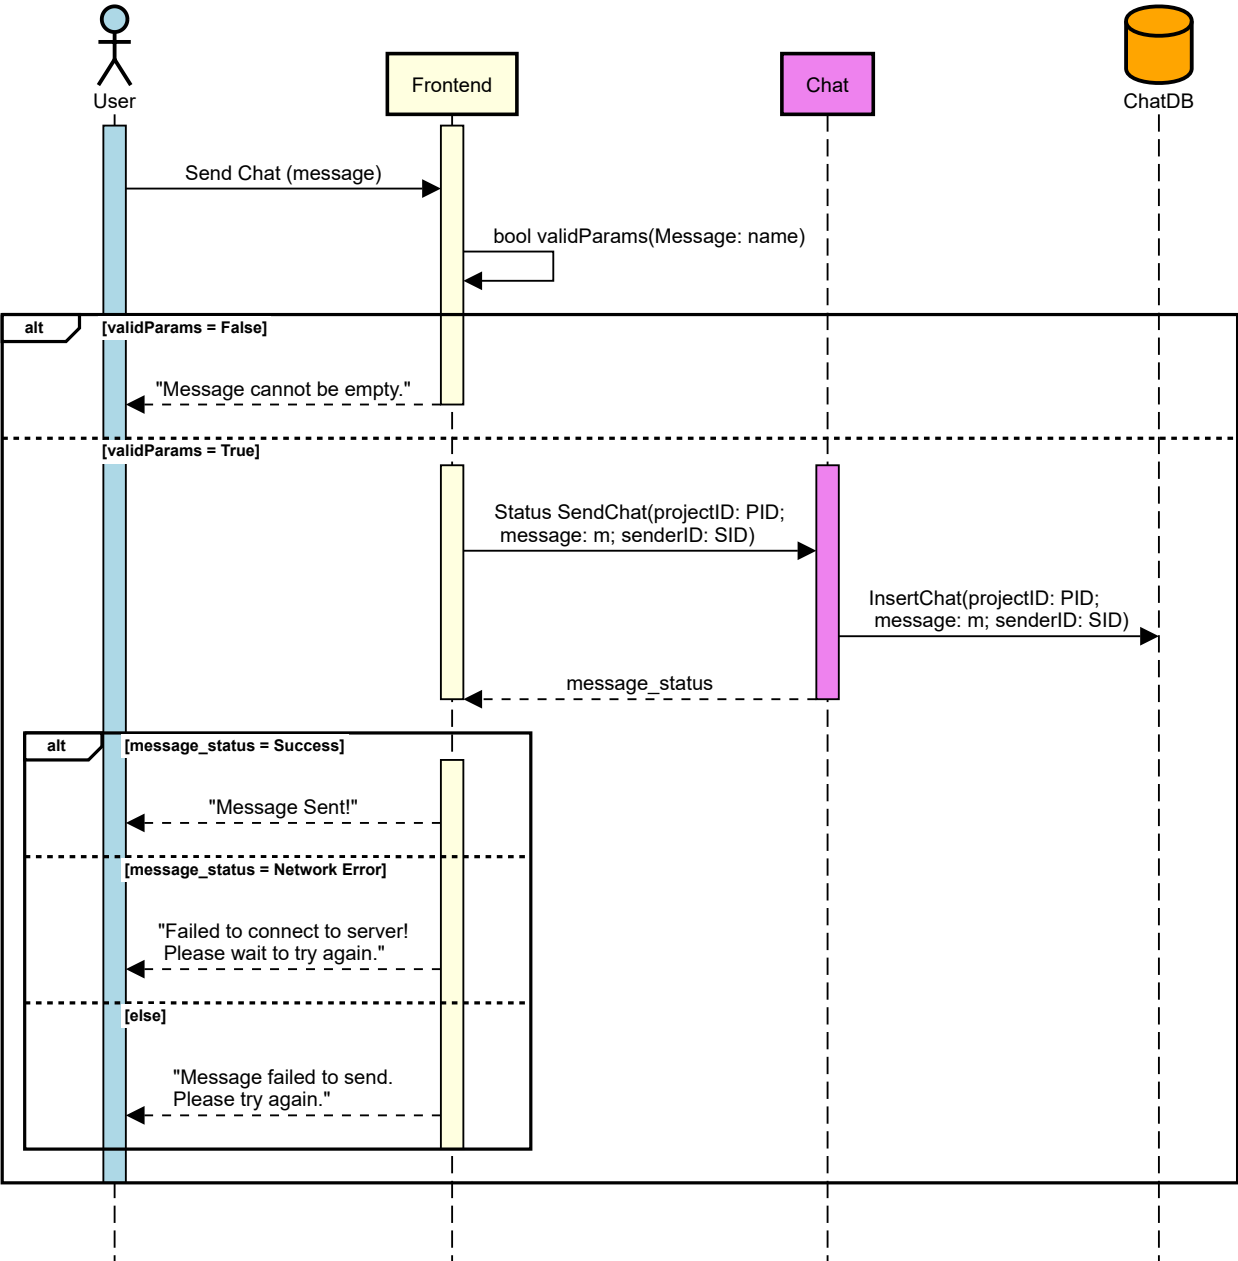 User
Frontend
Chat
ChatDB
Send Chat (message)
bool validParams(Message: name)
alt
[validParams = False]
"Message cannot be empty."
[validParams = True]
Status SendChat(projectID: PID;
message: m; senderID: SID)
InsertChat(projectID: PID;
message: m; senderID: SID)
message_status
alt
[message_status = Success]
"Message Sent!"
[message_status = Network Error]
"Failed to connect to server!
Please wait to try again."
[else]
"Message failed to send.
Please try again."